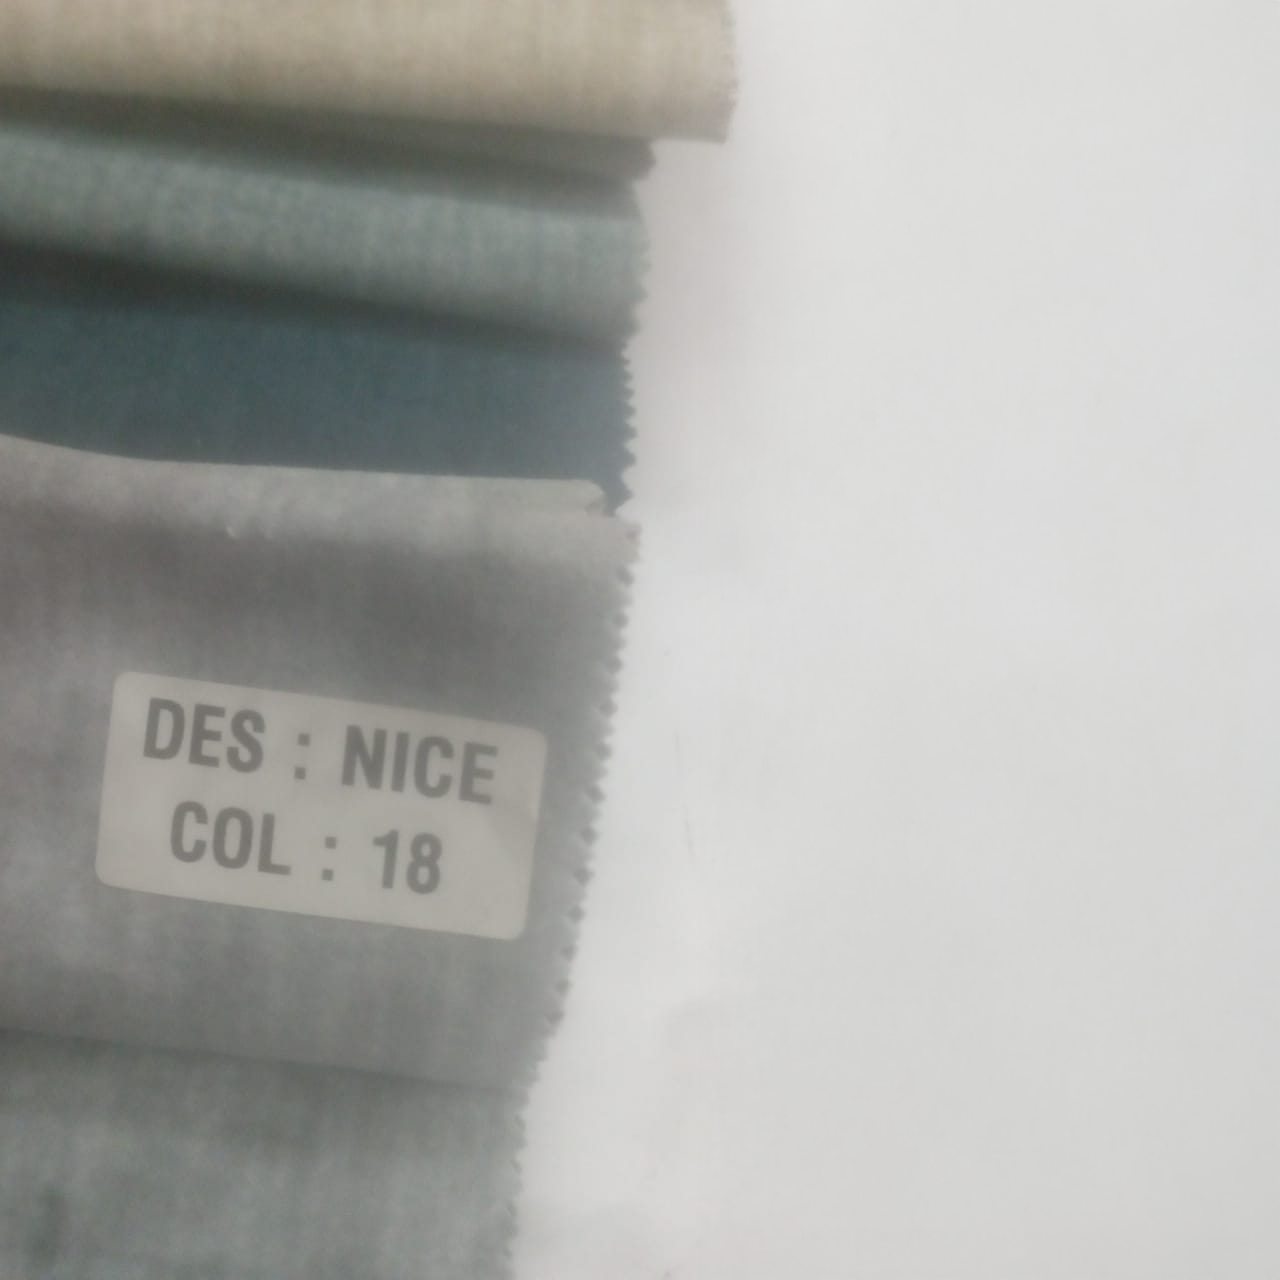 DES : NICE
COL : 18